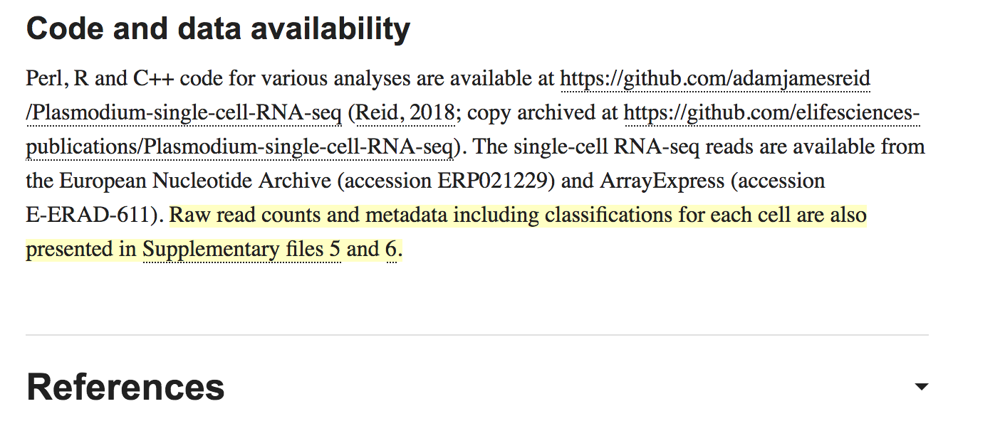 Code and data availability
Perl, R and C++ code for various analyses are available at https://github.com/adamjamesreid
/Plasmodium-single-cell-RNA-seq (Reid, 2018; copy archived at https://github.com/elifesciences-
publications/Plasmodium-single-cell-RNA-seq). The single-cell RNA-seq reads are available from
the European Nucleotide Archive (accession ERP021229) and ArrayExpress (accession
E-ERAD-611). Raw read counts and metadata including classifications for each cell are also
presented in Supplementary files 5 and 6.
References